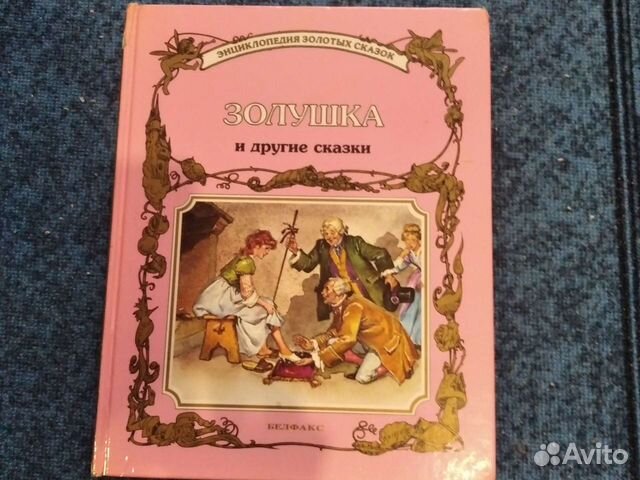 ЭНЦИКЛОПЕДИЯ ЗОЛОТЫХ СКАЗОК
ЗОЛУШКА
и другие сказки
БЕЛФАКС
Avito